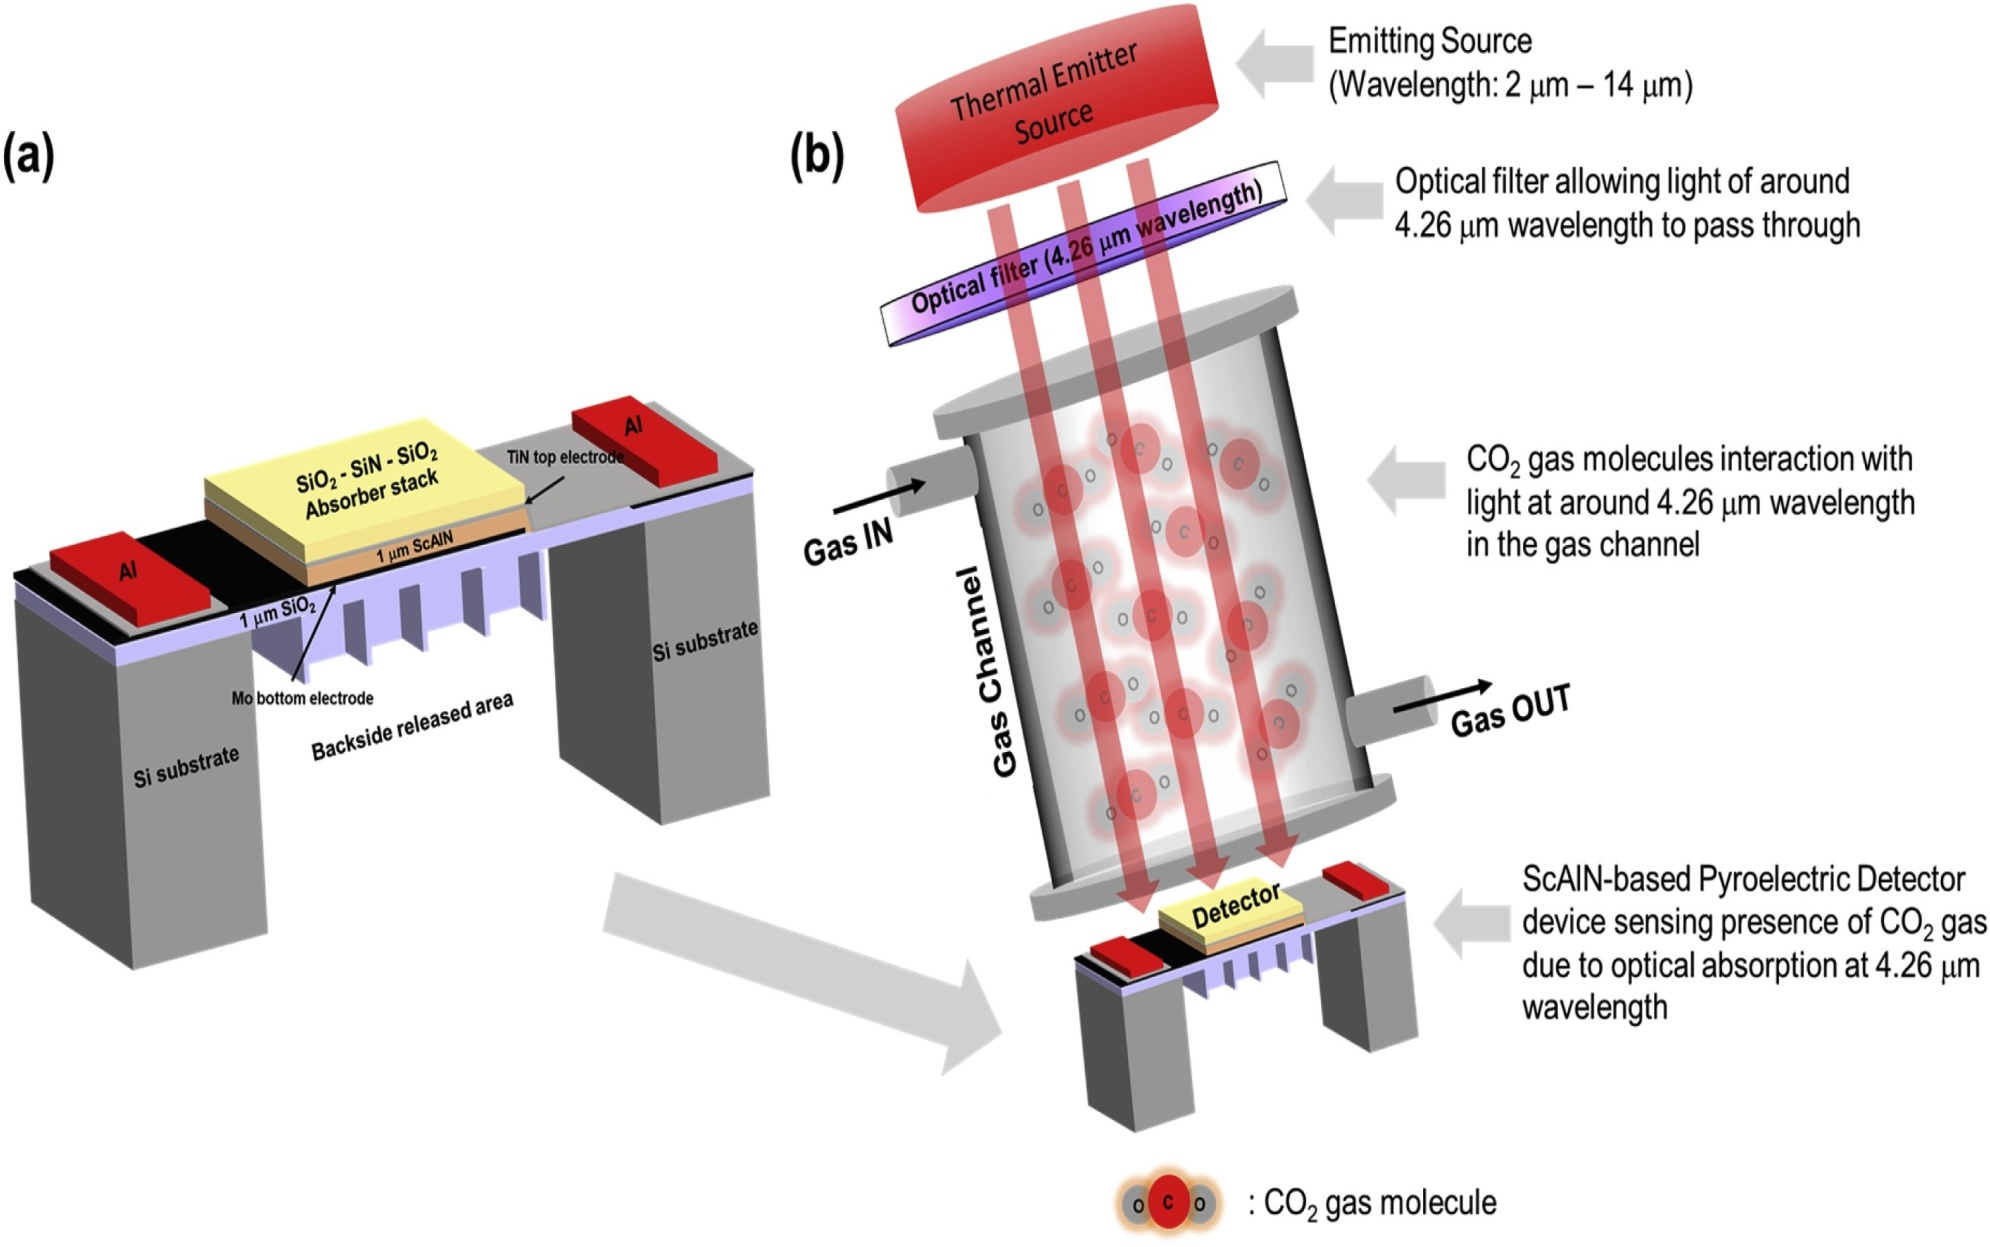 (a)
SiO₂ - SiN - SiO₂
Absorber stack
Al
TiN top electrode
1 μm ScAlN
Al
1 μm SiO₂
Mo bottom electrode
Backside released area
Si substrate
Si substrate
(b)
Thermal Emitter
Source
Emitting Source
(Wavelength: 2 μm – 14 μm)
Optical filter (4.26 μm wavelength)
Optical filter allowing light of around
4.26 μm wavelength to pass through
Gas IN
Gas Channel
Gas OUT
CO₂ gas molecules interaction with
light at around 4.26 μm wavelength
in the gas channel
Detector
ScAlN-based Pyroelectric Detector
device sensing presence of CO₂ gas
due to optical absorption at 4.26 μm
wavelength
O C O
: CO₂ gas molecule